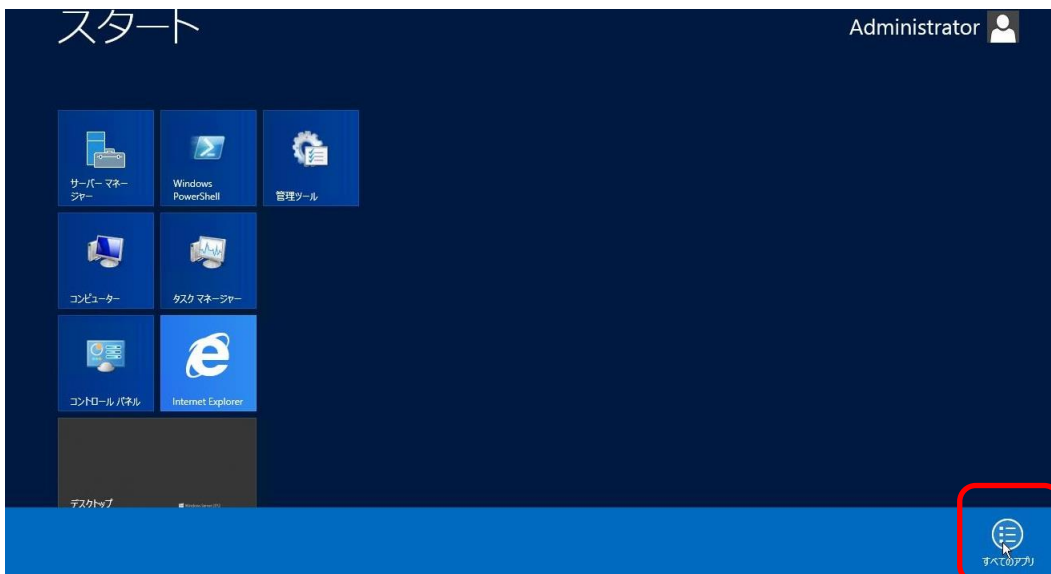 スタート
Administrator
サーバー マネー
ジャー
Windows
PowerShell
管理ツール
コンピューター
タスク マネージャー
コントロール パネル
Internet Explorer
デスクトップ
すべてのアプリ